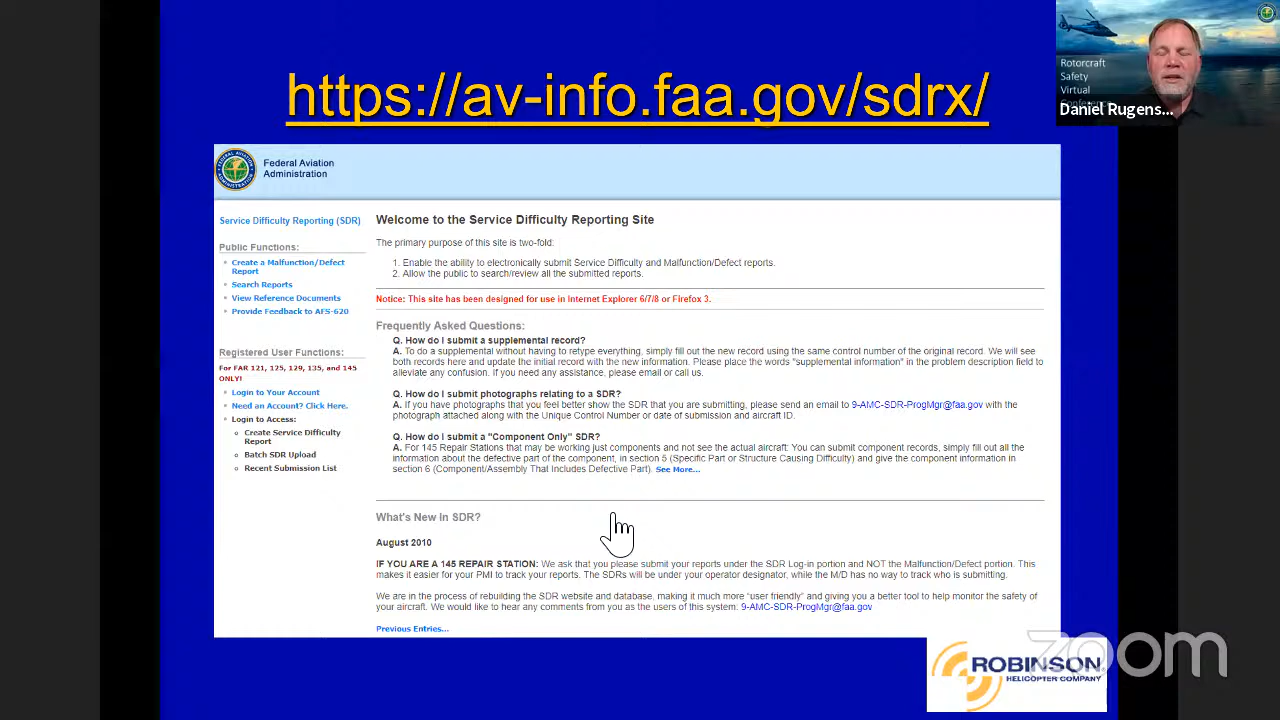 https://av-info.faa.gov/sdrx/
Rotorcraft
Safety
Virtual
Daniel Rugens...
Federal Aviation
Administration
Service Difficulty Reporting (SDR)
Public Functions:
Create a Malfunction/Defect
Report
Search Reports
View Reference Documents
Provide Feedback to AFS-620
Registered User Functions:
For FAR 121, 125, 129, 135, and 145
ONLY!
Login to Your Account
Need an Account? Click Here.
Login to Access:
Create Service Difficulty
Report
Batch SDR Upload
Recent Submission List
Welcome to the Service Difficulty Reporting Site
The primary purpose of this site is two-fold:
1. Enable the ability to electronically submit Service Difficulty and Malfunction/Defect reports.
2. Allow the public to search/review all the submitted reports.
Notice: This site has been designed for use in Internet Explorer 6/7/8 or Firefox 3.
Frequently Asked Questions:
Q. How do I submit a supplemental record?
A. To do a supplemental without having to retype everything, simply fill out the new record using the same control number of the original record. We will see
both records here and update the initial record with the new information. Please place the words "supplemental information" in the problem description field to
alleviate any confusion. If you need any assistance, please email or call us.
Q. How do I submit photographs relating to a SDR?
A. If you have photographs that you feel better show the SDR that you are submitting, please send an email to 9-AMC-SDR-ProgMgr@faa.gov with the
photograph attached along with the Unique Control Number or date of submission and aircraft ID.
Q. How do I submit a "Component Only" SDR?
A. For 145 Repair Stations that may be working just components and not see the actual aircraft: You can submit component records, simply fill out all the
information about the defective part of the component, in section 5 (Specific Part or Structure Causing Difficulty) and give the component information in
section 6 (Component/Assembly That Includes Defective Part). See More...
What's New In SDR?
August 2010
IF YOU ARE A 145 REPAIR STATION: We ask that you please submit your reports under the SDR Log-in portion and NOT the Malfunction/Defect portion. This
makes it easier for your PMI to track your reports. The SDRs will be under your operator designator, while the M/D has no way to track who is submitting.
We are in the process of rebuilding the SDR website and database, making it much more "user friendly" and giving you a better tool to help monitor the safety of
your aircraft. We would like to hear any comments from you as the users of this system: 9-AMC-SDR-ProgMgr@faa.gov
Previous Entries...
ROBINSON
HELICOPTER COMPANY
zoom